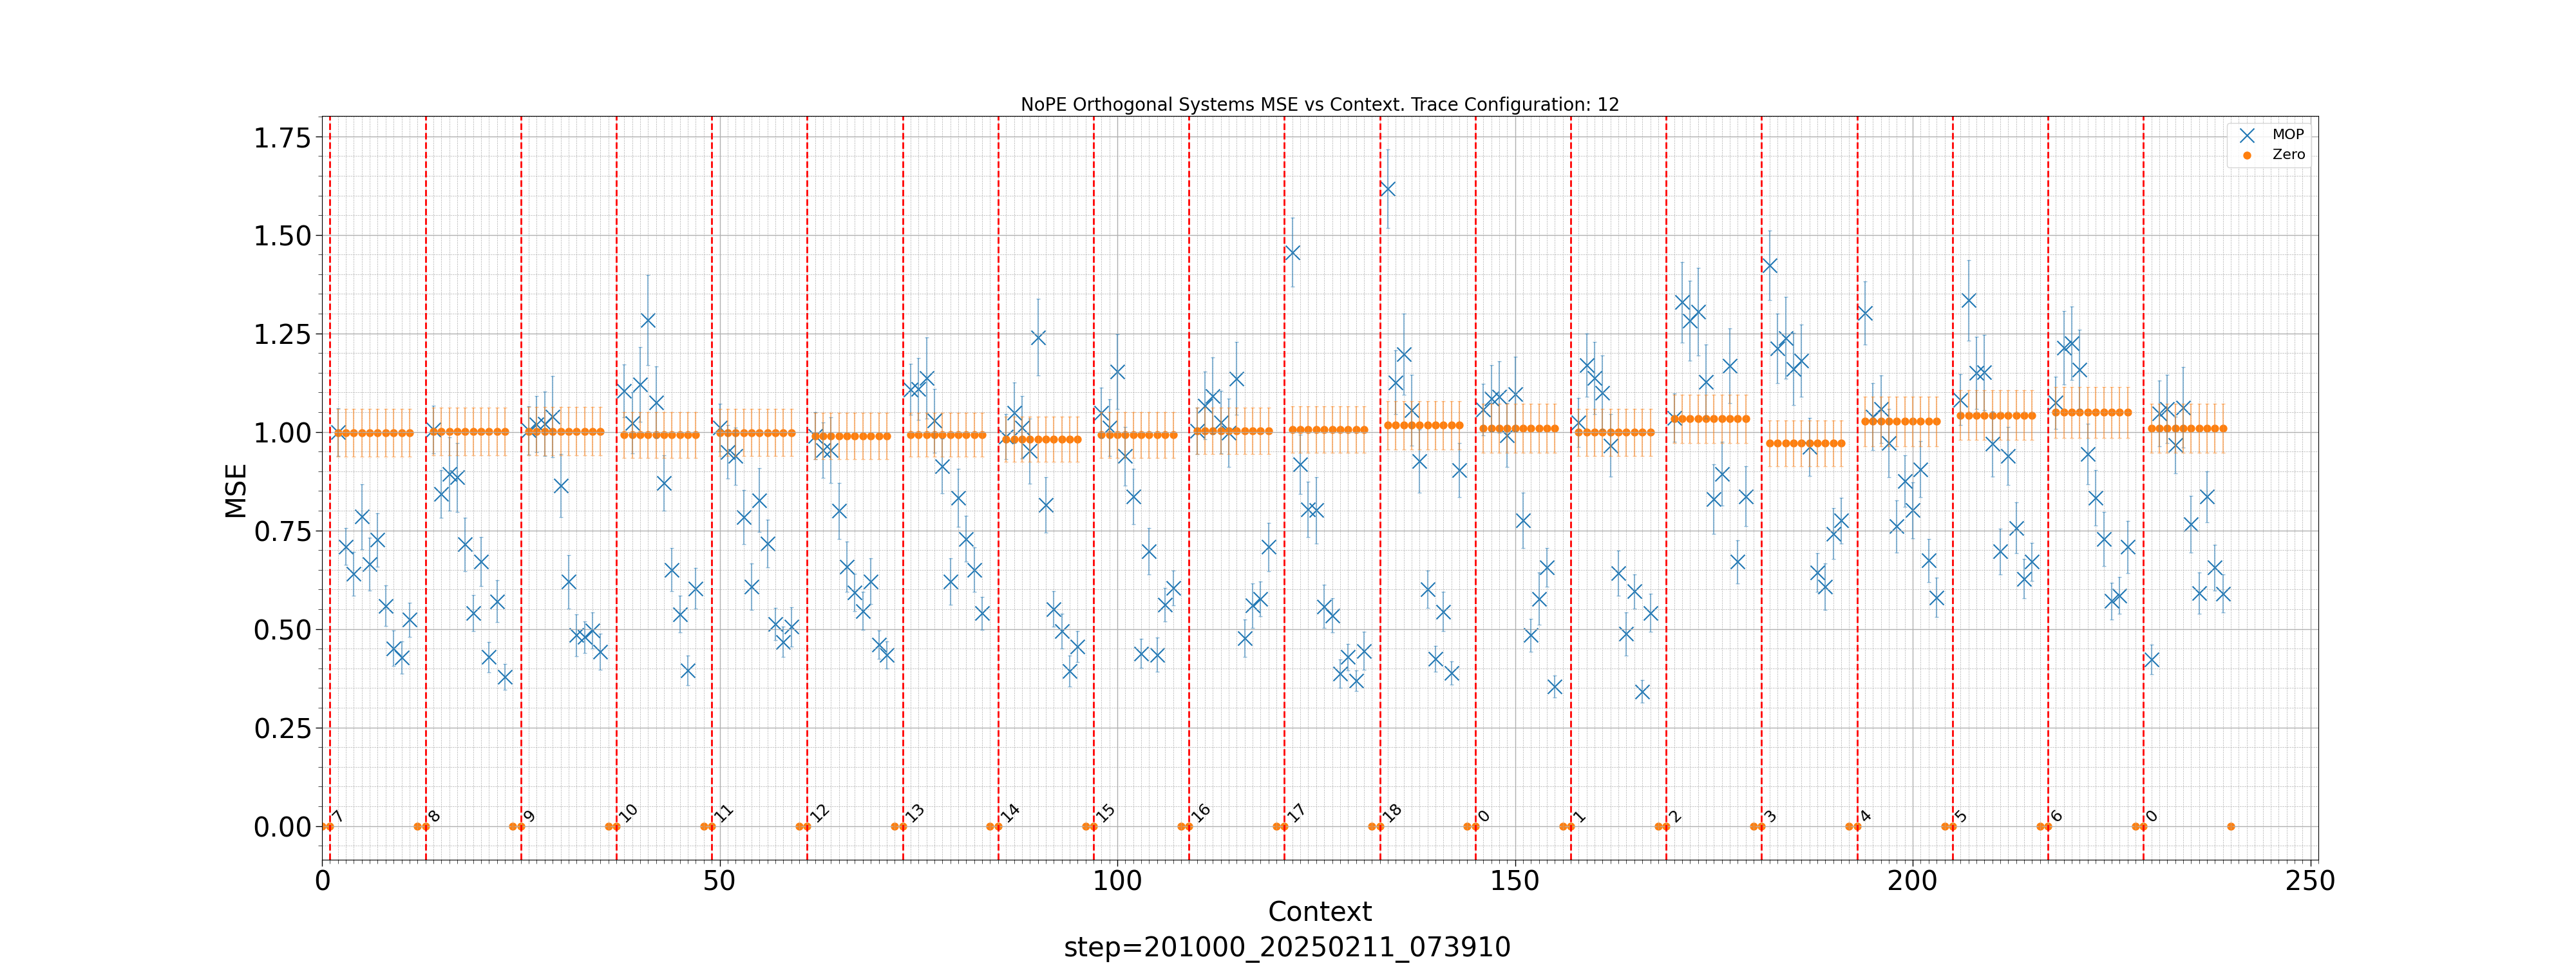 NoPE Orthogonal Systems MSE vs Context. Trace Configuration: 12
MOP
Zero
MSE
1.75
1.50
1.25
1.00
0.75
0.50
0.25
0.00
7 8 9 10 11 12 13 14 15 16 17 18 0 1 2 3 4 5 6 0
0 50 100 150 200 250
Context
step=201000_20250211_073910